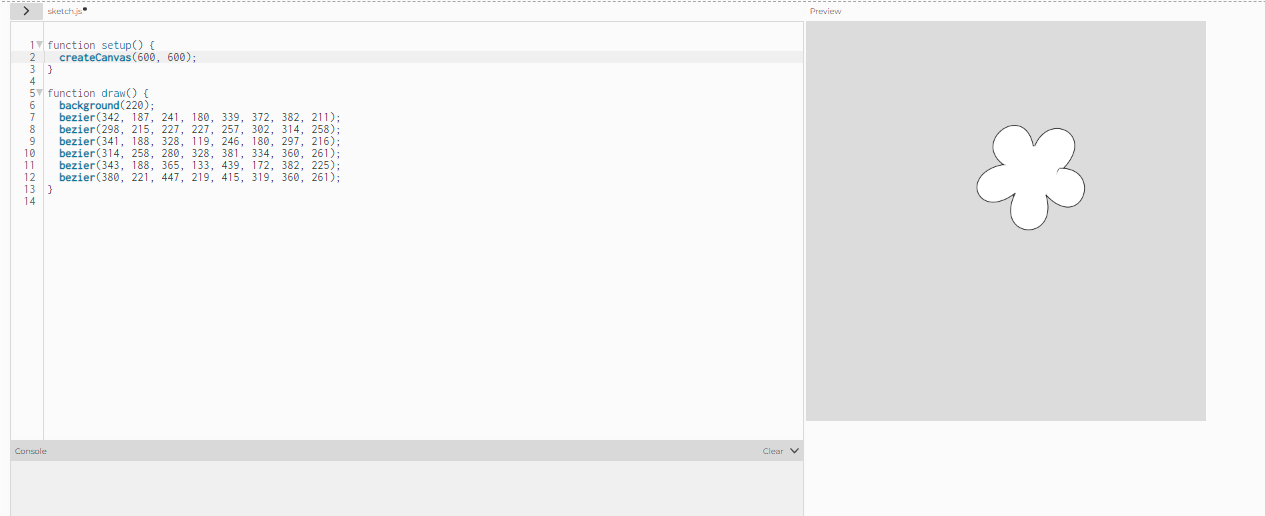 sketch.js
Preview
1 function setup() {
2 createCanvas(600, 600);
3 }
4
5 function draw() {
6 background(220);
7 bezier(342, 187, 241, 180, 339, 372, 382, 211);
8 bezier(298, 215, 227, 227, 257, 302, 314, 258);
9 bezier(341, 188, 328, 119, 246, 180, 297, 216);
10 bezier(314, 258, 280, 328, 381, 334, 360, 261);
11 bezier(343, 188, 365, 133, 439, 172, 382, 225);
12 bezier(380, 221, 447, 219, 415, 319, 360, 261);
13 }
14
Console
Clear